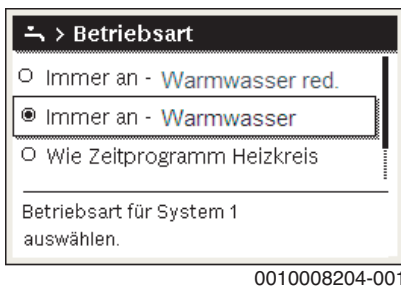 > Betriebsart
Immer an - Warmwasser red.
Immer an - Warmwasser
Wie Zeitprogramm Heizkreis
Betriebsart für System 1
auswählen.
0010008204-001